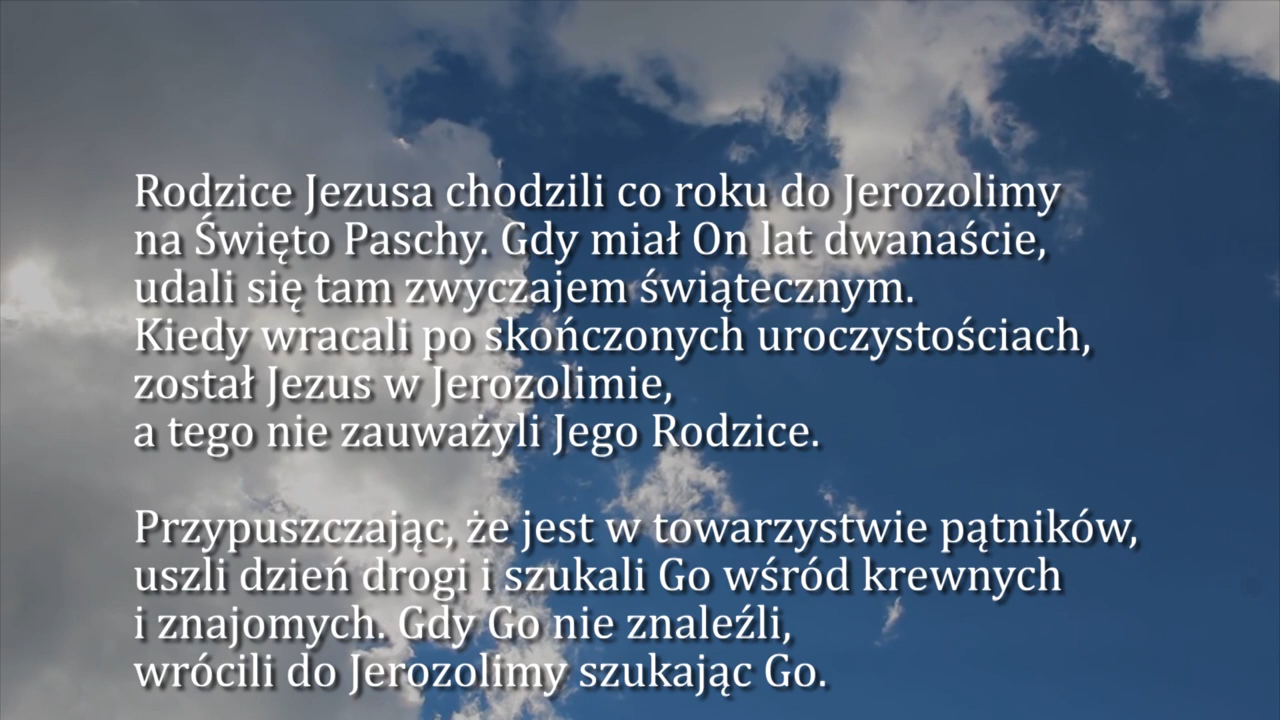 Rodzice Jezusa chodzili co roku do Jerozolimy
na Święto Paschy. Gdy miał On lat dwanaście,
udali się tam zwyczajem świątecznym.
Kiedy wracali po skończonych uroczystościach,
został Jezus w Jerozolimie,
a tego nie zauważyli Jego Rodzice.
Przypuszczając, że jest w towarzystwie pątników,
uszli dzień drogi i szukali Go wśród krewnych
i znajomych. Gdy Go nie znaleźli,
wrócili do Jerozolimy szukając Go.